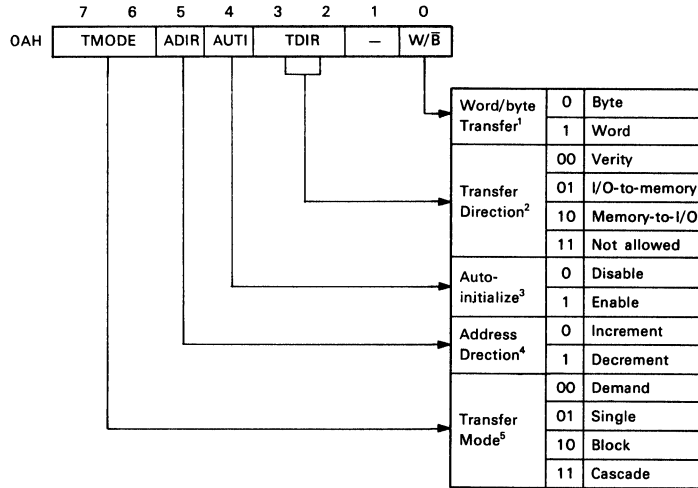 7 6 5 4 3 2 1 0
0AH TMODE ADIR AUTI TDIR — W/B̅
Word/byte Transfer¹
0 Byte
1 Word
Transfer Direction²
00 Verity
01 I/O-to-memory
10 Memory-to-I/O
11 Not allowed
Auto-initialize³
0 Disable
1 Enable
Address Drection⁴
0 Increment
1 Decrement
Transfer Mode⁵
00 Demand
01 Single
10 Block
11 Cascade